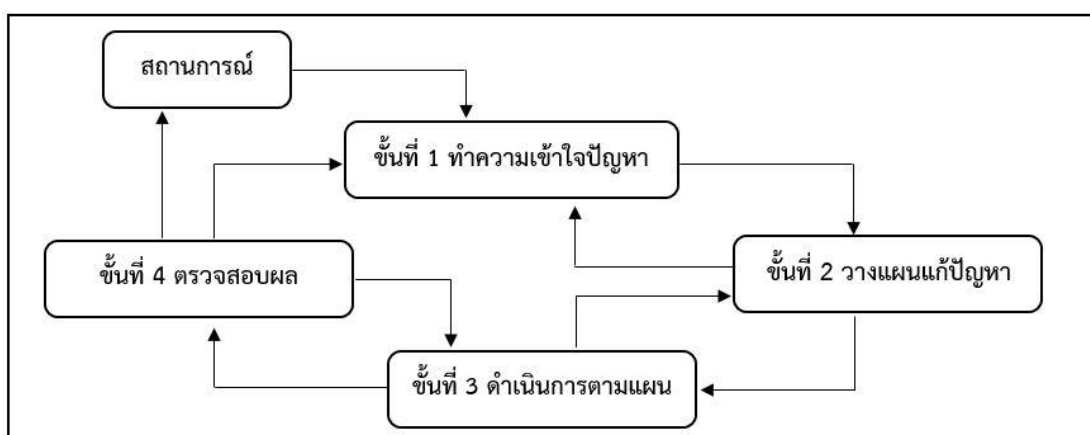 สถานการณ์
ขั้นที่ 1 ทำความเข้าใจปัญหา
ขั้นที่ 2 วางแผนแก้ปัญหา
ขั้นที่ 4 ตรวจสอบผล
ขั้นที่ 3 ดำเนินการตามแผน